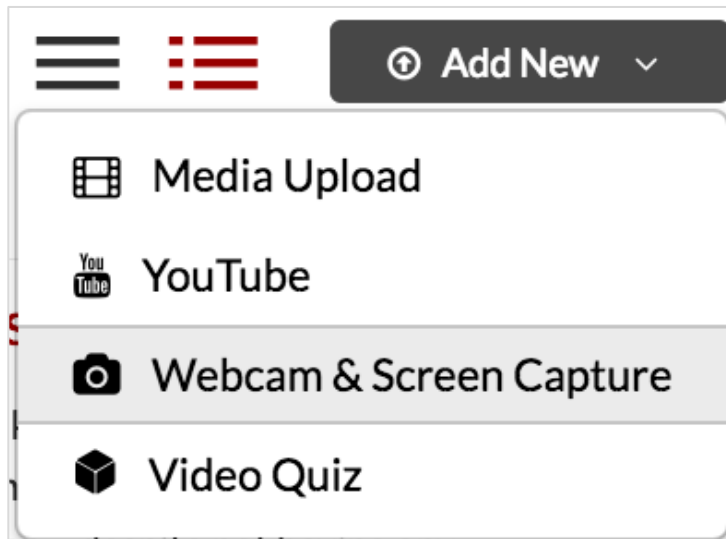 Add New
Media Upload
You Tube YouTube
Webcam & Screen Capture
Video Quiz